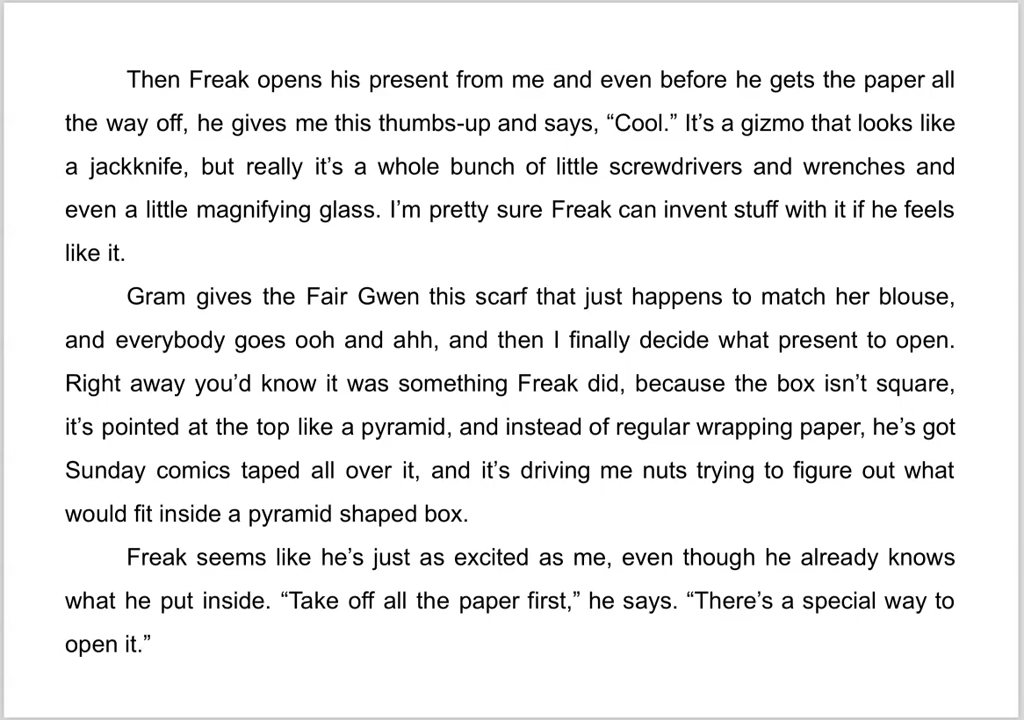 Then Freak opens his present from me and even before he gets the paper all
the way off, he gives me this thumbs-up and says, “Cool.” It’s a gizmo that looks like
a jackknife, but really it’s a whole bunch of little screwdrivers and wrenches and
even a little magnifying glass. I’m pretty sure Freak can invent stuff with it if he feels
like it.
Gram gives the Fair Gwen this scarf that just happens to match her blouse,
and everybody goes ooh and ahh, and then I finally decide what present to open.
Right away you’d know it was something Freak did, because the box isn’t square,
it’s pointed at the top like a pyramid, and instead of regular wrapping paper, he’s got
Sunday comics taped all over it, and it’s driving me nuts trying to figure out what
would fit inside a pyramid shaped box.
Freak seems like he’s just as excited as me, even though he already knows
what he put inside. “Take off all the paper first,” he says. “There’s a special way to
open it.”